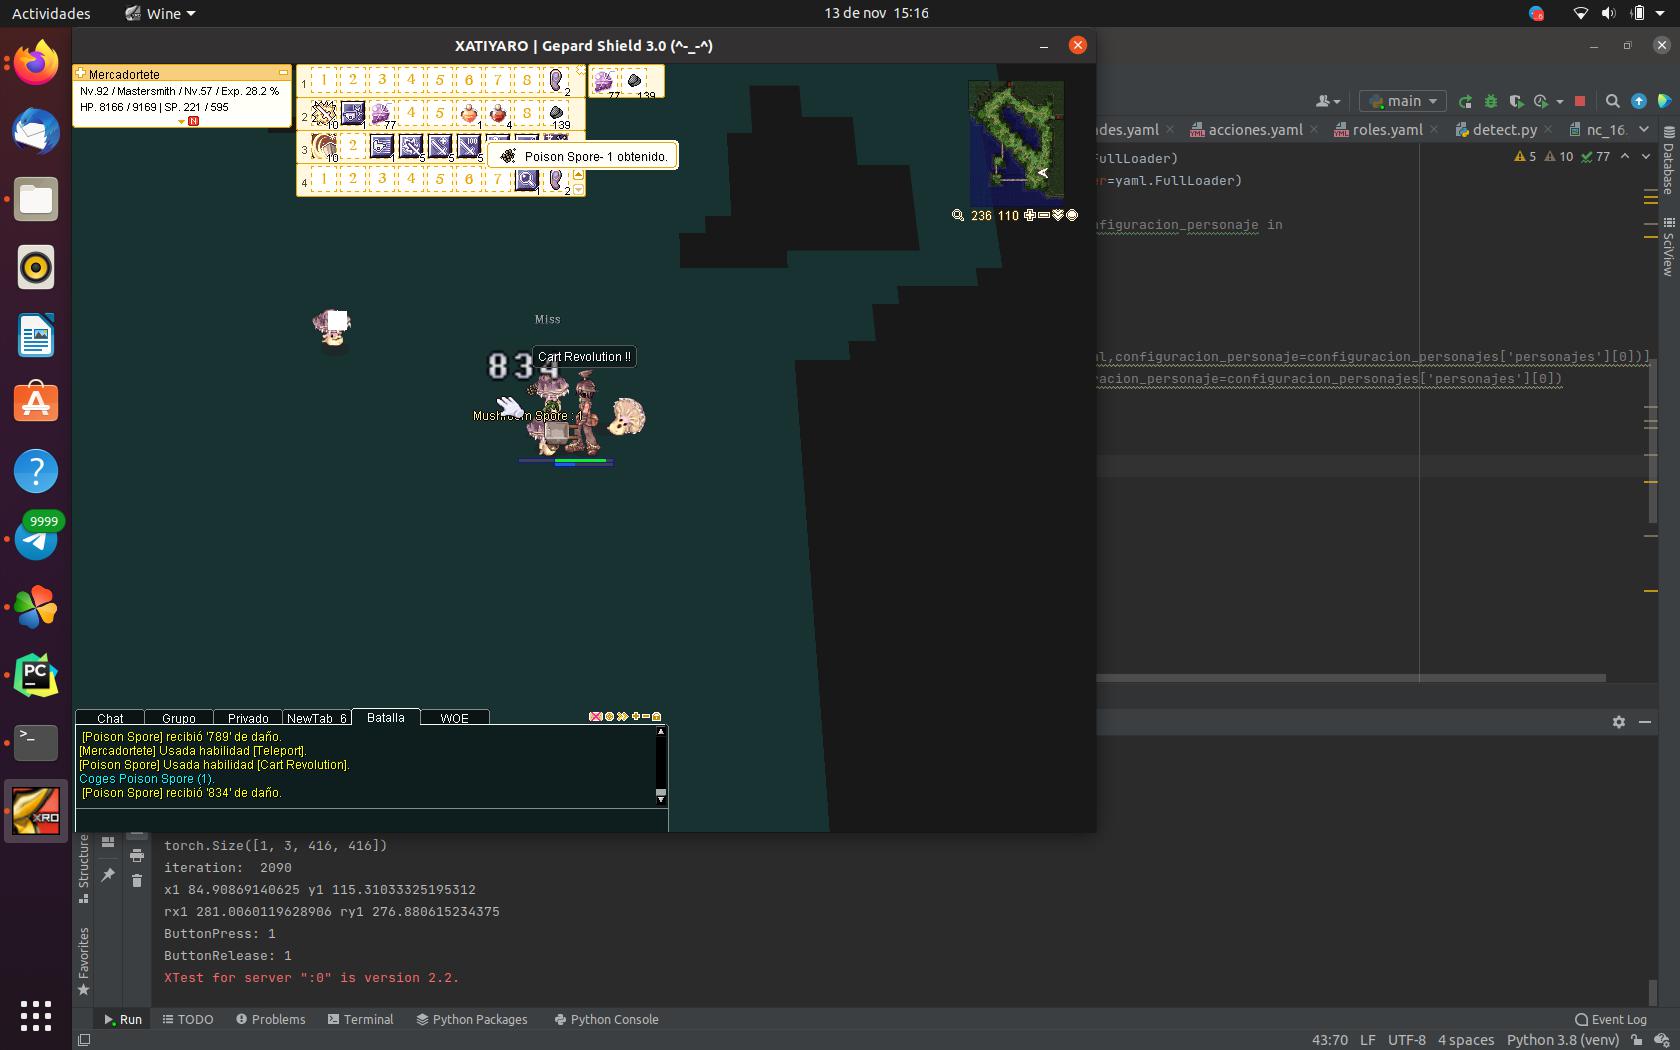 Actividades
Wine
13 de nov 15:16
XATIYARO | Gepard Shield 3.0 (^-_-^)
Mercadortete
Nv.92 / Mastersmith / Nv.57 / Exp. 28.2 %
HP. 8166 / 9169 | SP. 221 / 595
N
1 1 2 3 4 5 6 7 8 2
77 139
2 10 1 77 4 5 1 4 8 139
3 10 2 1 5 5 5
Poison Spore- 1 obtenido.
4 1 2 3 4 5 6 7 1 2
236 110
main
ades.yaml
acciones.yaml
roles.yaml
detect.py
nc_16.
FullLoader)
r=yaml.FullLoader)
5 10 77
Database
SciView
nfiguracion_personaje in
l,configuracion_personaje=configuracion_personajes['personajes'][0])]
racion_personaje=configuracion_personajes['personajes'][0])
Miss
834
Cart Revolution !!
Mushroom Spore : 1
9999
PC
>_
XRO
Chat
Grupo
Privado
NewTab_6
Batalla
WOE
[Poison Spore] recibió '789' de daño.
[Mercadortete] Usada habilidad [Teleport].
[Poison Spore] Usada habilidad [Cart Revolution].
Coges Poison Spore (1).
[Poison Spore] recibió '834' de daño.
Structure
Favorites
torch.Size([1, 3, 416, 416])
iteration:  2090
x1 84.90869140625 y1 115.31033325195312
rx1 281.0060119628906 ry1 276.880615234375
ButtonPress: 1
ButtonRelease: 1
XTest for server ":0" is version 2.2.
Run
TODO
Problems
Terminal
Python Packages
Python Console
Event Log
43:70 LF UTF-8 4 spaces Python 3.8 (venv)